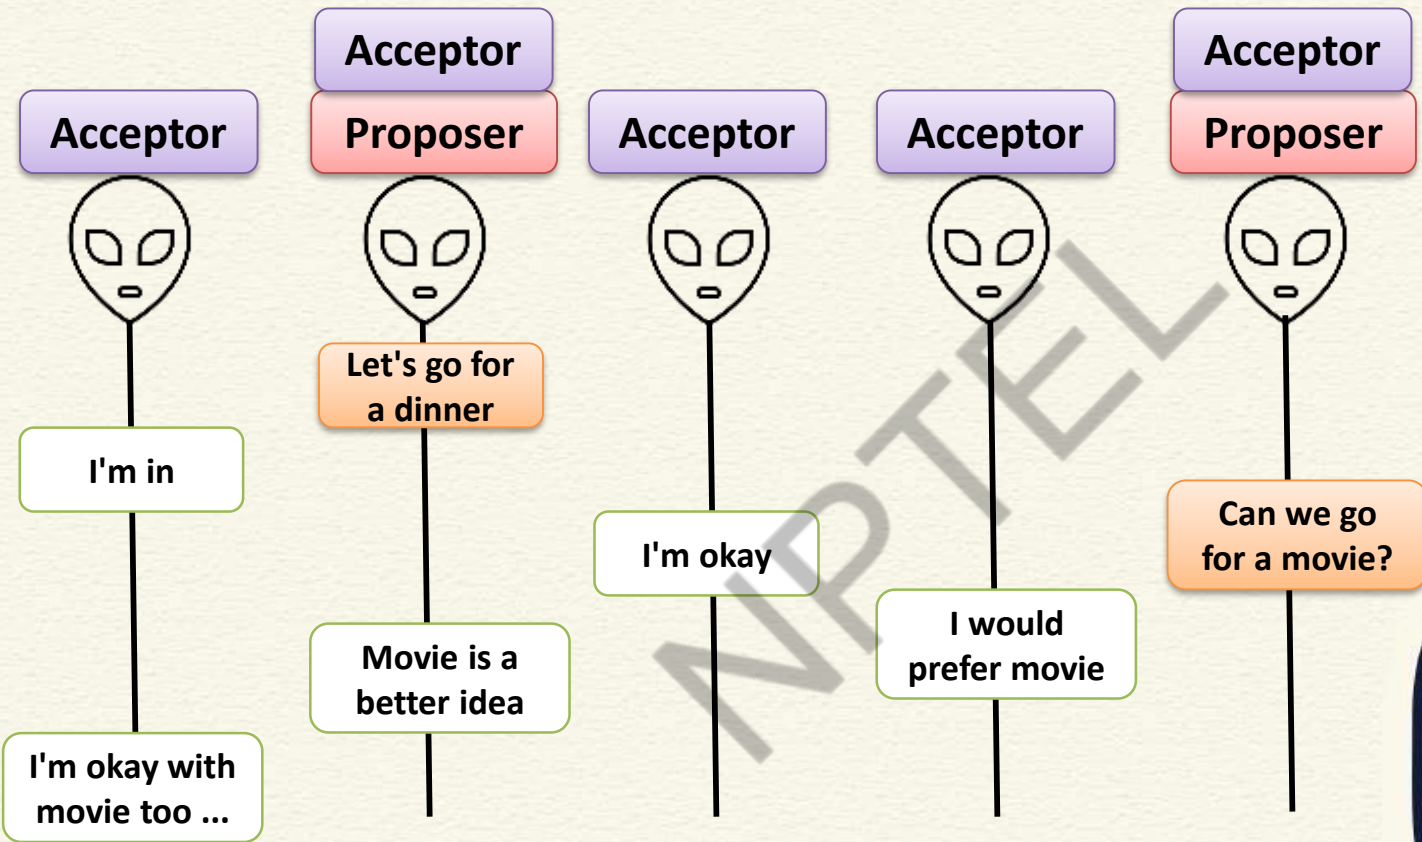 Acceptor
Acceptor
Acceptor
Proposer
Acceptor
Acceptor
Proposer
Let's go for
a dinner
I'm in
Can we go
for a movie?
I'm okay
I would
prefer movie
Movie is a
better idea
I'm okay with
movie too ...
NPTEL